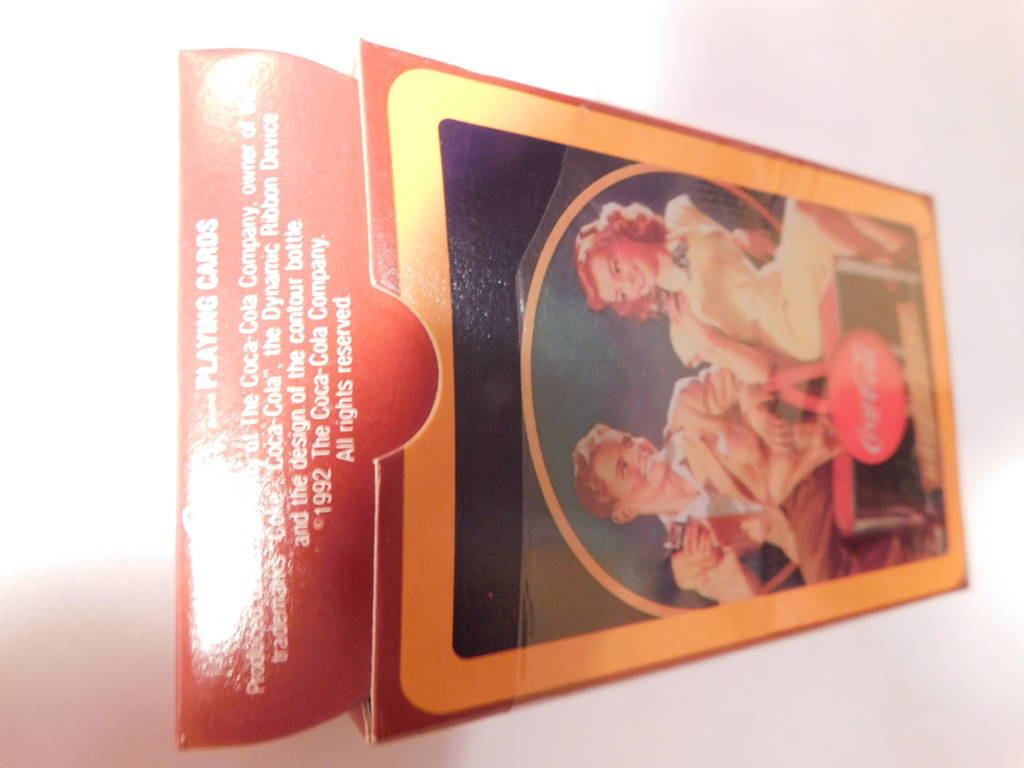 PLAYING CARDS
Produced of The Coca-Cola Company, owner of
trademarks "Coke", "Coca-Cola", the Dynamic Ribbon Device
and the design of the contour bottle.
©1992 The Coca-Cola Company.
All rights reserved.
Coca-Cola